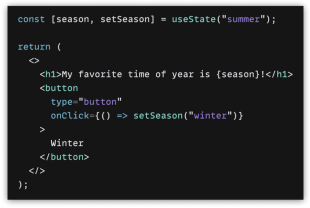 const [season, setSeason] = useState("summer");
return (
<>
<h1>My favorite time of year is {season}!</h1>
<button
type="button"
onClick={() => setSeason("winter")}
>
Winter
</button>
</>
);